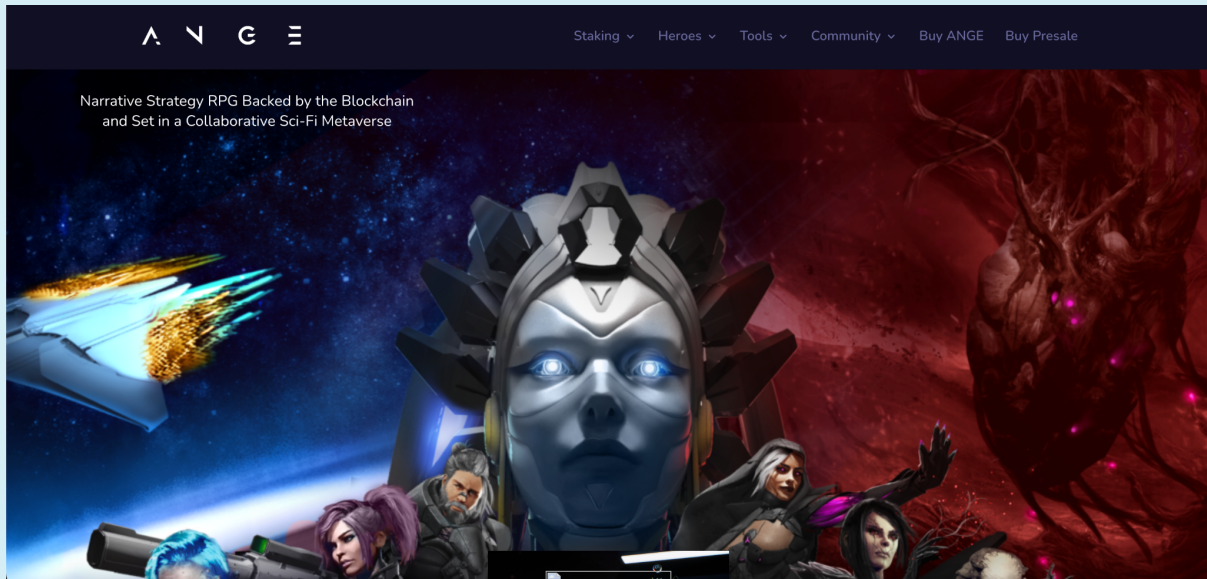 ANGE
Staking Heroes Tools Community Buy ANGE Buy Presale
Narrative Strategy RPG Backed by the Blockchain
and Set in a Collaborative Sci-Fi Metaverse